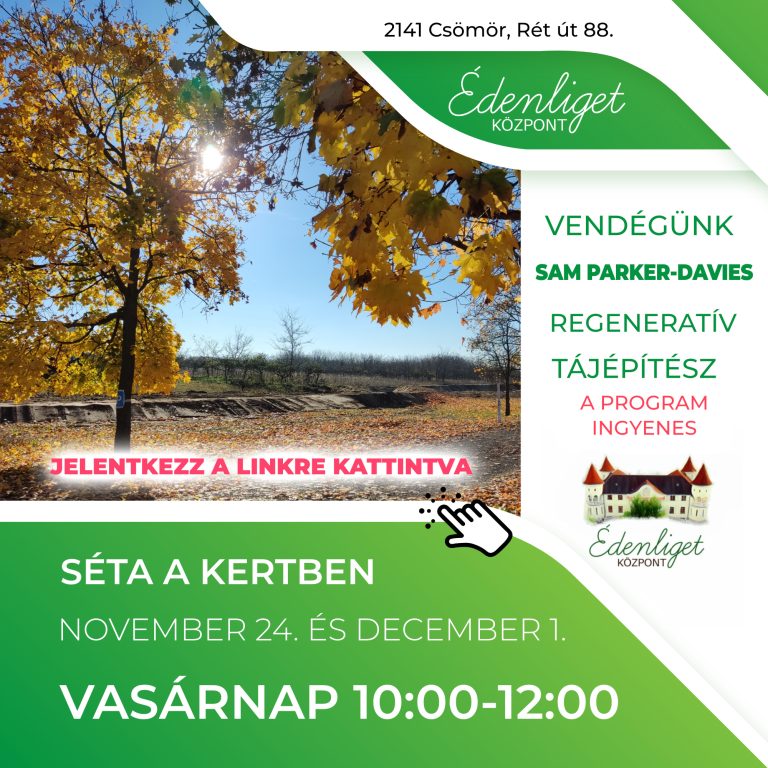 2141 Csömör, Rét út 88.
Édenliget
KÖZPONT
VENDÉGÜNK
SAM PARKER-DAVIES
REGENERATÍV
TÁJÉPÍTÉSZ
A PROGRAM
INGYENES
JELENTKEZZ A LINKRE KATTINTVA
Édenliget
KÖZPONT
SÉTA A KERTBEN
NOVEMBER 24. ÉS DECEMBER 1.
VASÁRNAP 10:00-12:00